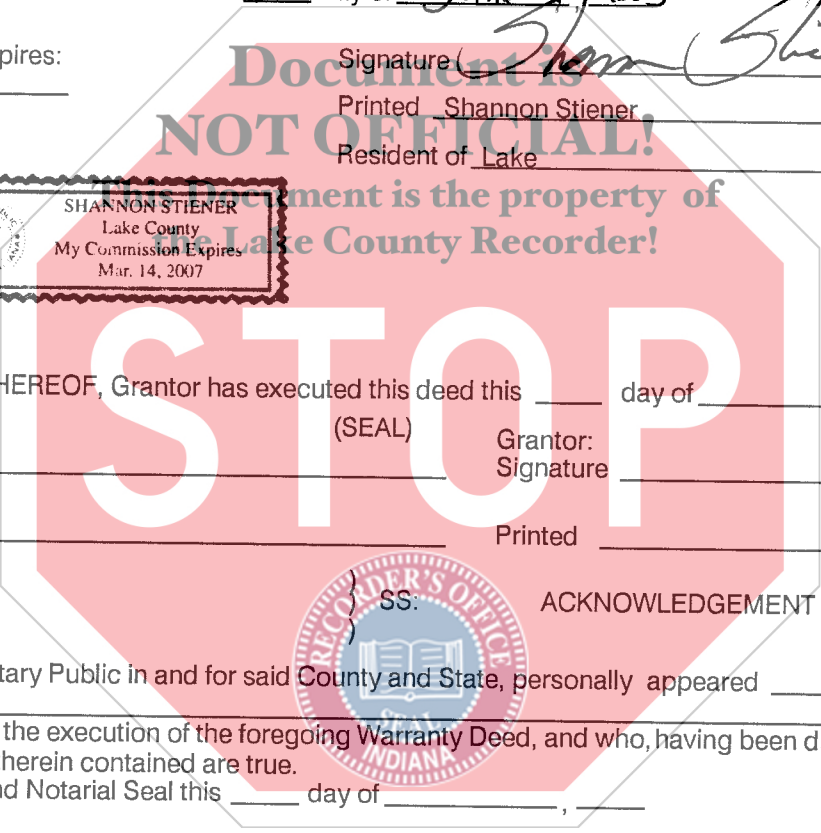 pires:
Signature
Printed Shannon Stiener
Resident of Lake
Document is
NOT OFFICIAL!
This Document is the property of
the Lake County Recorder!
SHANNON STIENER
Lake County
My Commission Expires
Mar. 14, 2007
STOP
HEREOF, Grantor has executed this deed this ____ day of
(SEAL)
Grantor:
Signature
Printed
SS:
ACKNOWLEDGEMENT
RECORDER'S OFFICE
SEAL
INDIANA
tary Public in and for said County and State, personally appeared
the execution of the foregoing Warranty Deed, and who, having been d
herein contained are true.
nd Notarial Seal this ____ day of ____________, ____